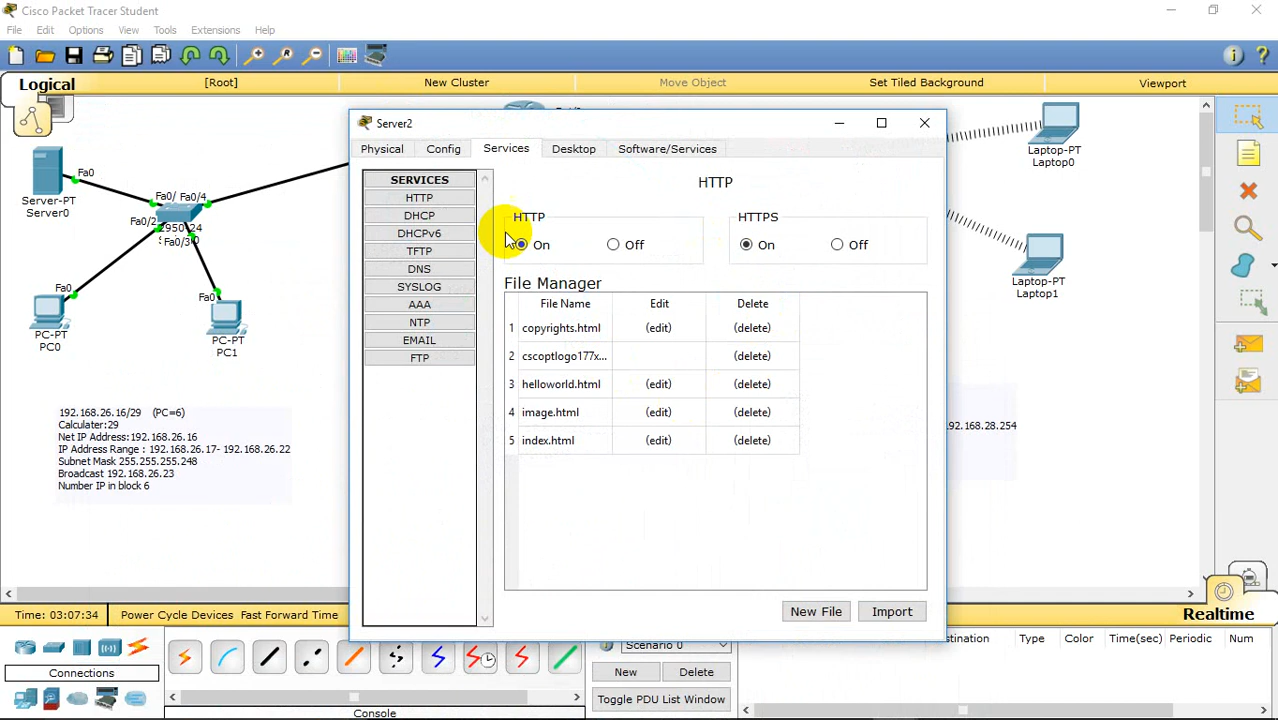 Cisco Packet Tracer Student
File Edit Options View Tools Extensions Help
Logical [Root] New Cluster Move Object Set Tiled Background Viewport
Server2
Physical Config Services Desktop Software/Services
SERVICES
HTTP
DHCP
DHCPv6
TFTP
DNS
SYSLOG
AAA
NTP
EMAIL
FTP
HTTP
HTTP
On Off
HTTPS
On Off
File Manager
File Name Edit Delete
1 copyrights.html (edit) (delete)
2 cscoptlogo177x... (delete)
3 helloworld.html (edit) (delete)
4 image.html (edit) (delete)
5 index.html (edit) (delete)
New File Import
Fa0
Server-PT
Server0
Fa0/ Fa0/4
Fa0/2
2950-24
Fa0/3
Fa0
PC-PT
PC0
Fa0
PC-PT
PC1
Laptop-PT
Laptop0
Laptop-PT
Laptop1
192.168.26.16/29 (PC=6)
Calculater:29
Net IP Address:192.168.26.16
IP Address Range : 192.168.26.17- 192.168.26.22
Subnet Mask 255.255.255.248
Broadcast 192.168.26.23
Number IP in block 6
192.168.28.254
Time: 03:07:34 Power Cycle Devices Fast Forward Time Realtime
Connections
Scenario 0
New Delete
Toggle PDU List Window
Console
stination Type Color Time(sec) Periodic Num